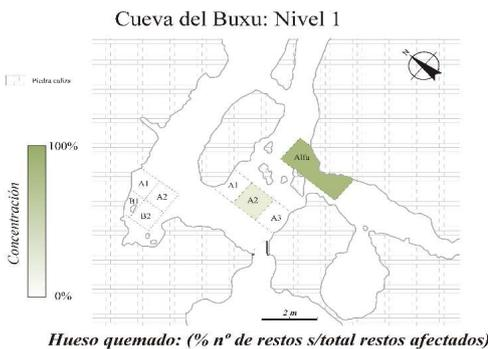 Cueva del Buxu: Nivel 1
N
Piedra caliza
100%
Concentración
0%
Alfa
A1
A2
B1
B2
A1
A2
A3
2 m
Hueso quemado: (% nº de restos s/total restos afectados)